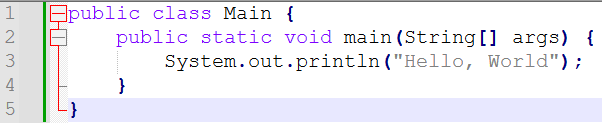 1 public class Main {
2     public static void main(String[] args) {
3         System.out.println("Hello, World");
4     }
5 }